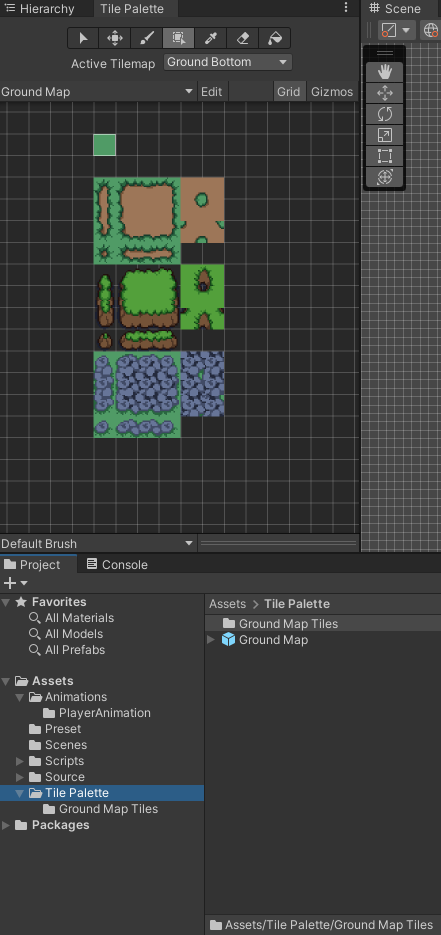 Hierarchy Tile Palette Scene
Active Tilemap Ground Bottom
Ground Map Edit Grid Gizmos
Default Brush
Project Console
Favorites
All Materials
All Models
All Prefabs
Assets
Animations
PlayerAnimation
Preset
Scenes
Scripts
Source
Tile Palette
Ground Map Tiles
Packages
Assets > Tile Palette
Ground Map Tiles
Ground Map
Assets/Tile Palette/Ground Map Tiles